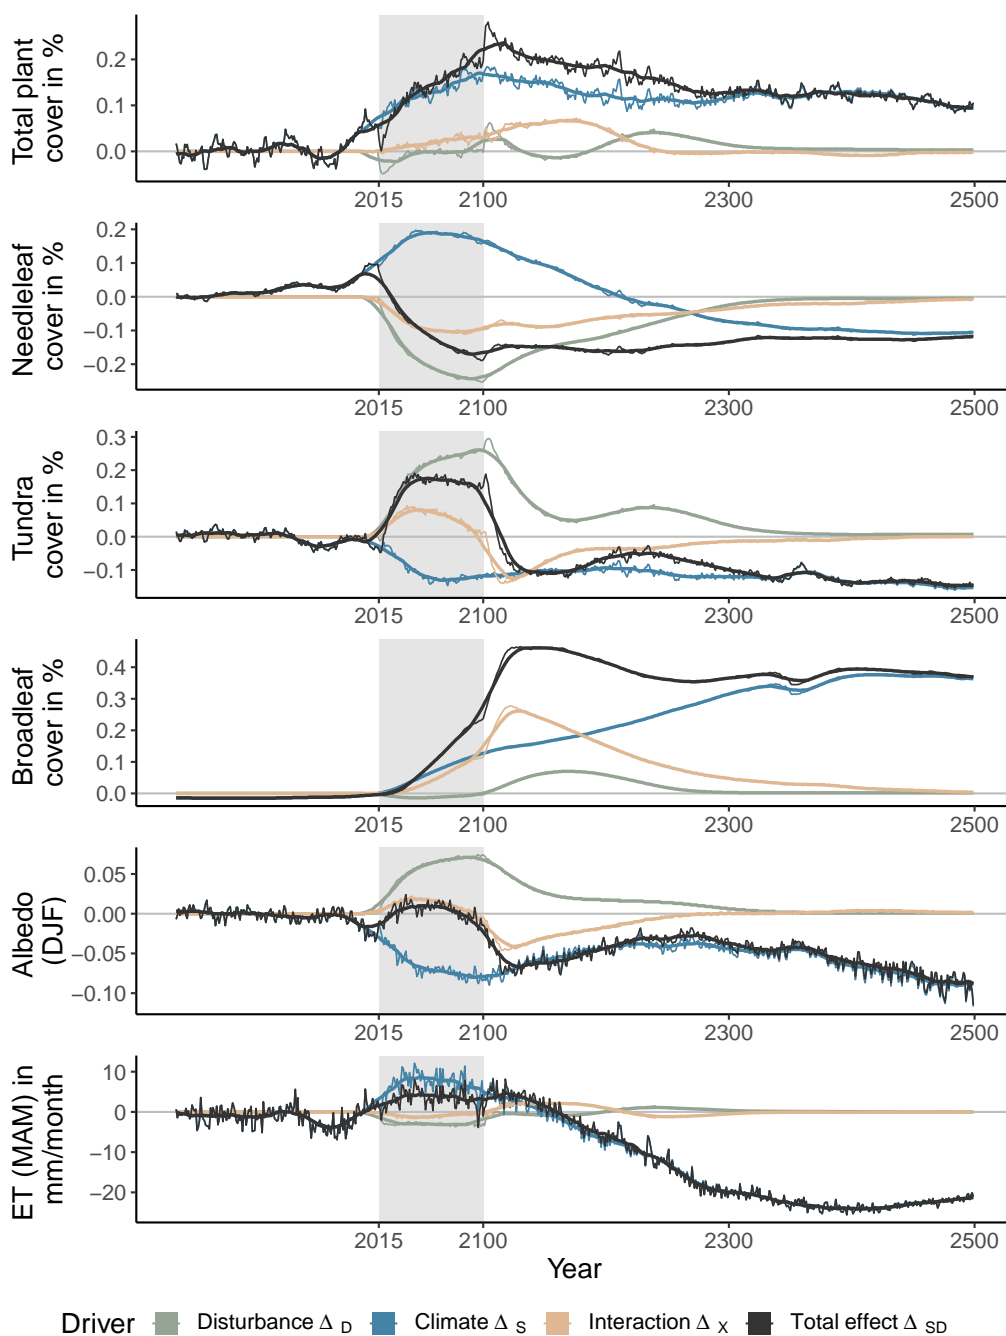 Total plant
cover in %
0.2
0.1
0.0
2015 2100 2300 2500
Needleleaf
cover in %
0.2
0.1
0.0
−0.1
−0.2
2015 2100 2300 2500
Tundra
cover in %
0.3
0.2
0.1
0.0
−0.1
2015 2100 2300 2500
Broadleaf
cover in %
0.4
0.3
0.2
0.1
0.0
2015 2100 2300 2500
Albedo
(DJF)
0.05
0.00
−0.05
−0.10
2015 2100 2300 2500
ET (MAM) in
mm/month
10
0
−10
−20
2015 2100 2300 2500
Year
Driver Disturbance Δ D Climate Δ S Interaction Δ X Total effect Δ SD